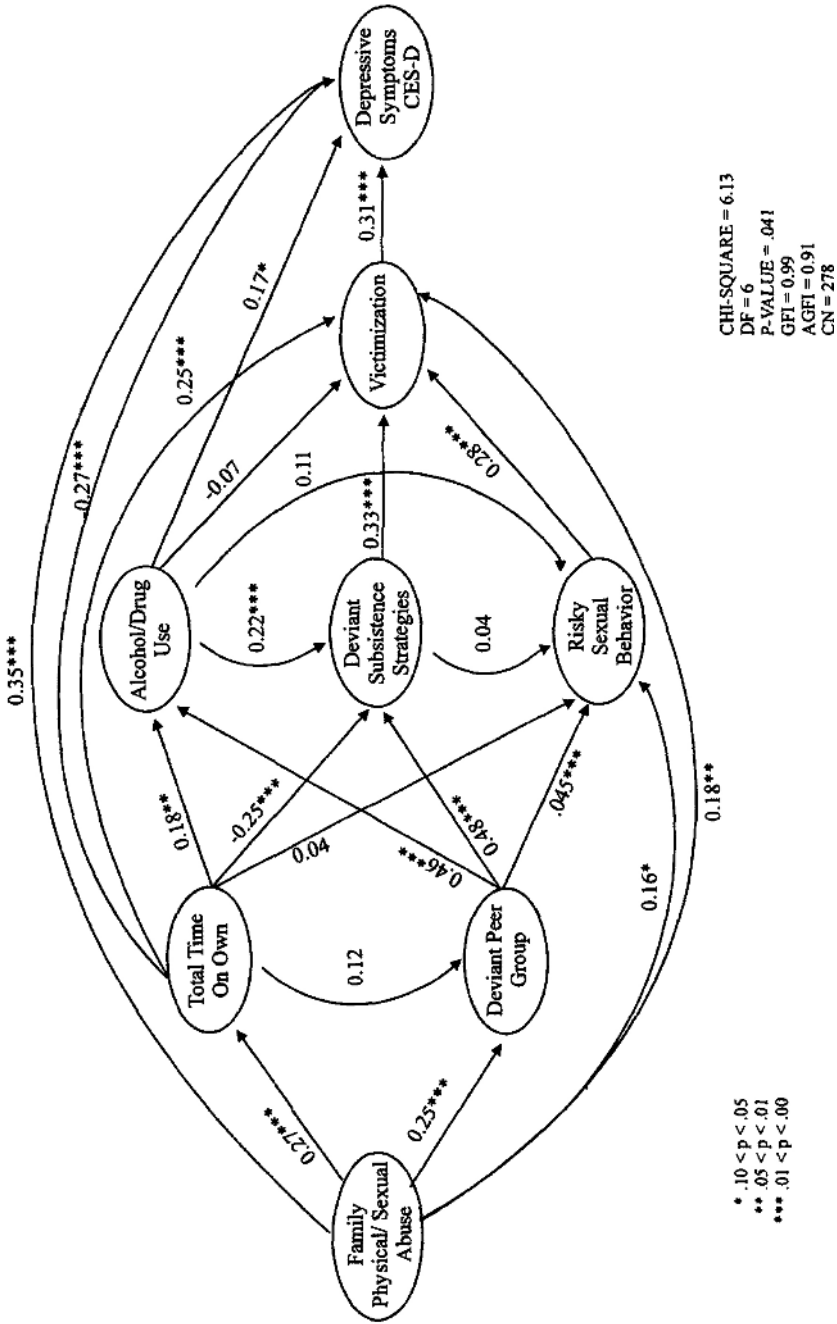 0.35***
-0.27***
0.25***
0.17*
Alcohol/Drug
Use
-0.07
0.11
0.31***
Depressive
Symptoms
CES-D
Victimization
0.18**
0.22***
Total Time
On Own
-0.25***
0.33***
Deviant
Subsistence
Strategies
0.27***
0.04
0.12
0.46***
0.48***
0.04
0.28***
Family
Physical/ Sexual
Abuse
0.25***
Deviant Peer
Group
.045***
Risky
Sexual
Behavior
0.16*
0.18**
* .10 < p < .05
** .05 < p < .01
*** .01 < p < .00
CHI-SQUARE = 6.13
DF = 6
P-VALUE = .041
GFI = 0.99
AGFI = 0.91
CN = 278